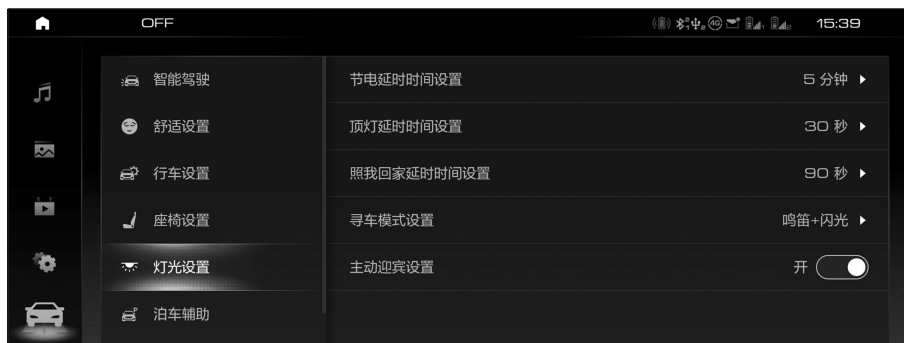 OFF
4G
15:39
智能驾驶
节电延时时间设置
5 分钟
舒适设置
顶灯延时时间设置
30 秒
行车设置
照我回家延时时间设置
90 秒
座椅设置
寻车模式设置
鸣笛+闪光
灯光设置
主动迎宾设置
开
泊车辅助